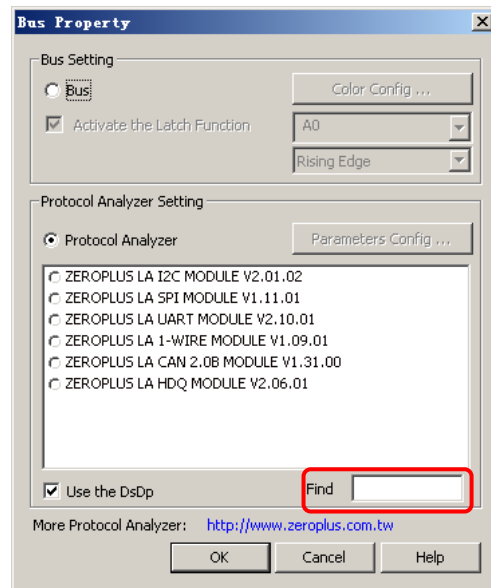 Bus Property
Bus Setting
Bus
Color Config ...
Activate the Latch Function
A0
Rising Edge
Protocol Analyzer Setting
Protocol Analyzer
Parameters Config ...
ZEROPLUS LA I2C MODULE V2.01.02
ZEROPLUS LA SPI MODULE V1.11.01
ZEROPLUS LA UART MODULE V2.10.01
ZEROPLUS LA 1-WIRE MODULE V1.09.01
ZEROPLUS LA CAN 2.0B MODULE V1.31.00
ZEROPLUS LA HDQ MODULE V2.06.01
Use the DsDp
Find
More Protocol Analyzer: http://www.zeroplus.com.tw
OK Cancel Help